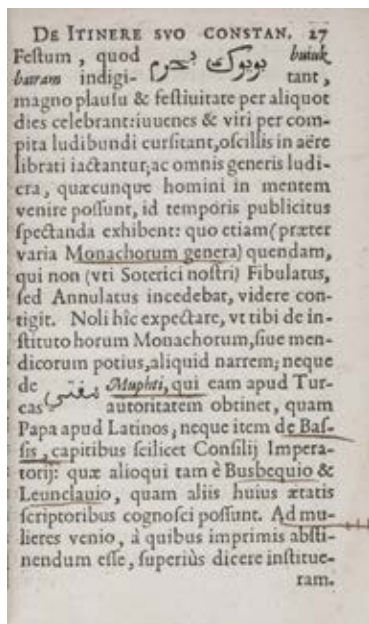 DE ITINERE SVO CONSTAN. 27
Feſtum, quod بويوك بحرم buiuk
baıram indigi- tant,
magno plauſu & feſtiuitate per aliquot
dies celebrant: iuuenes & viri per com-
pita ludibundi curſitant, oſcillis in aëre
librati iactantur, ac omnis generis ludi-
cra, quæcunque homini in mentem
venire poſſunt, id temporis publicitus
ſpectanda exhibent: quo etiam (præter
varia Monachorum genera) quendam,
qui non (vti Soterici noſtri) Fibulatus,
ſed Annulatus incedebat, videre con-
tigit. Noli hîc expectare, vt tibi de in-
ſtituto horum Monachorum, ſiue men-
dicorum potius, aliquid narrem; neque
de مغتي Muphti, qui eam apud Tur-
cas autoritatem obtinet, quam
Papa apud Latinos, neque item de Baſ-
ſis, capitibus ſcilicet Conſilij Impera-
torij: quæ alioqui tam è Busbequio &
Leunclauio, quam aliis huius ætatis
ſcriptoribus cognoſci poſſunt. Ad mu-
lieres venio, à quibus imprimis abſti-
nendum eſſe, ſuperiùs dicere inſtitue-
ram.